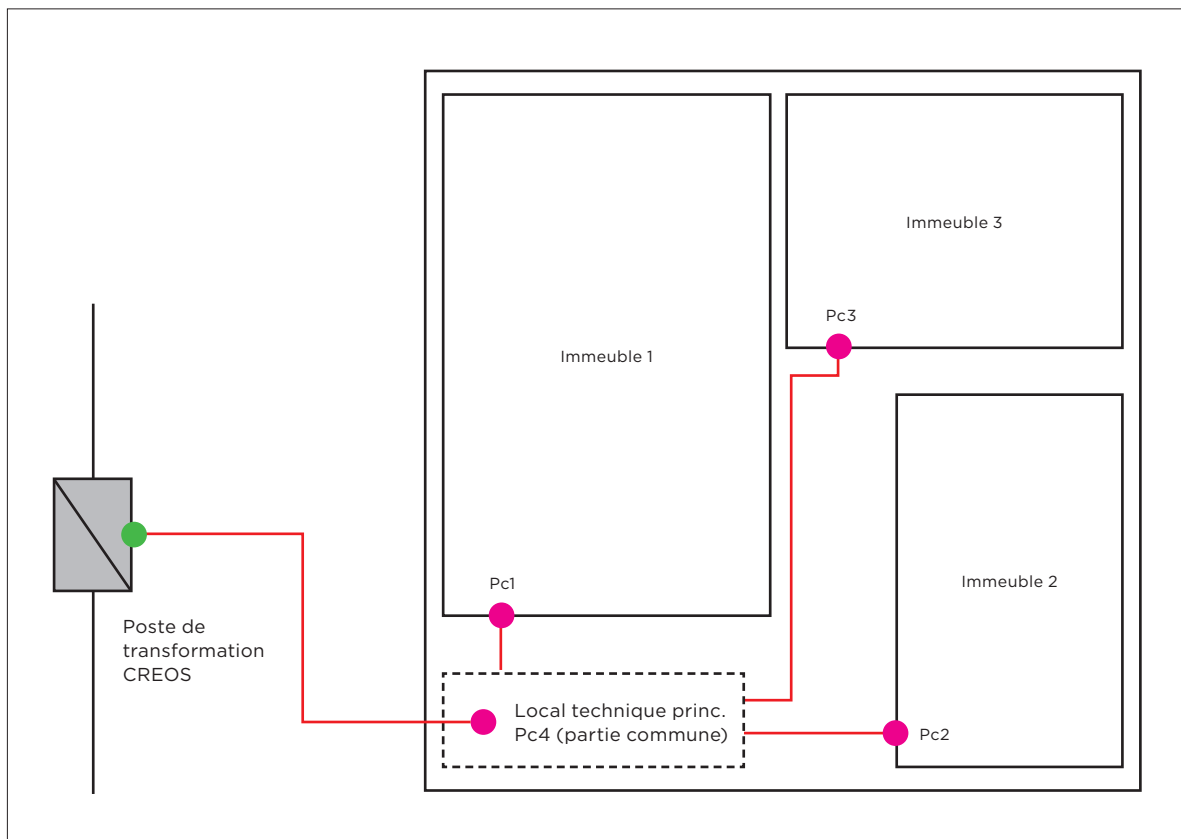 Immeuble 3
Pc3
Immeuble 1
Pc1
Immeuble 2
Poste de
transformation
CREOS
Local technique princ.
Pc4 (partie commune)
Pc2